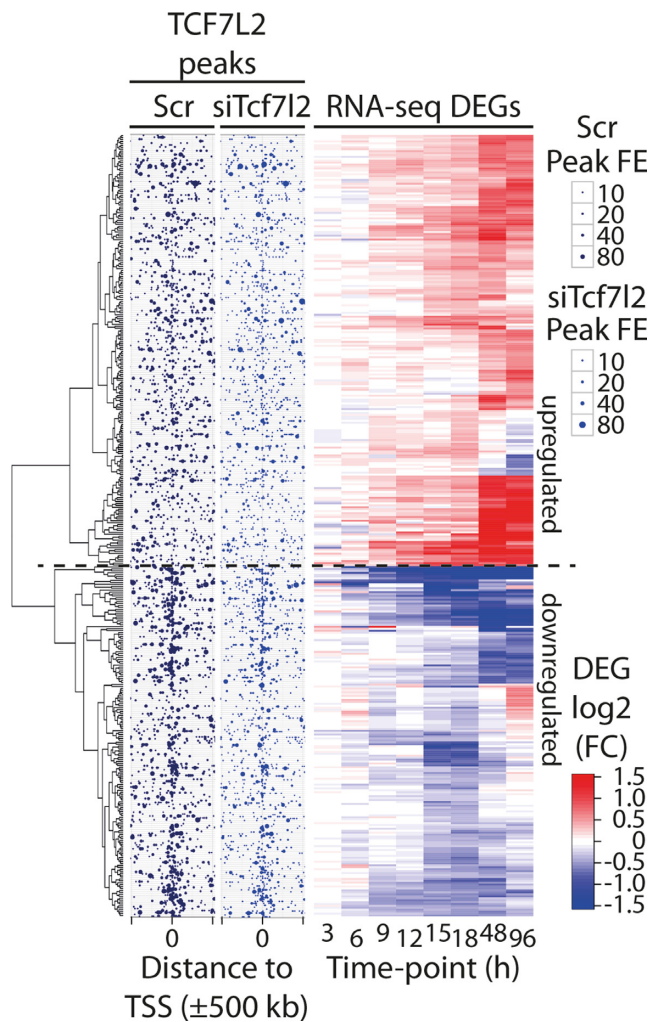 TCF7L2
peaks
Scr
siTcf7l2
RNA-seq DEGs
Scr
Peak FE
10
20
40
80
siTcf7l2
Peak FE
10
20
40
80
upregulated
downregulated
DEG
log2
(FC)
1.5
1.0
0.5
0
-0.5
-1.0
-1.5
0
0
3 6 9 12 15 18 48 96
Distance to
TSS (±500 kb)
Time-point (h)